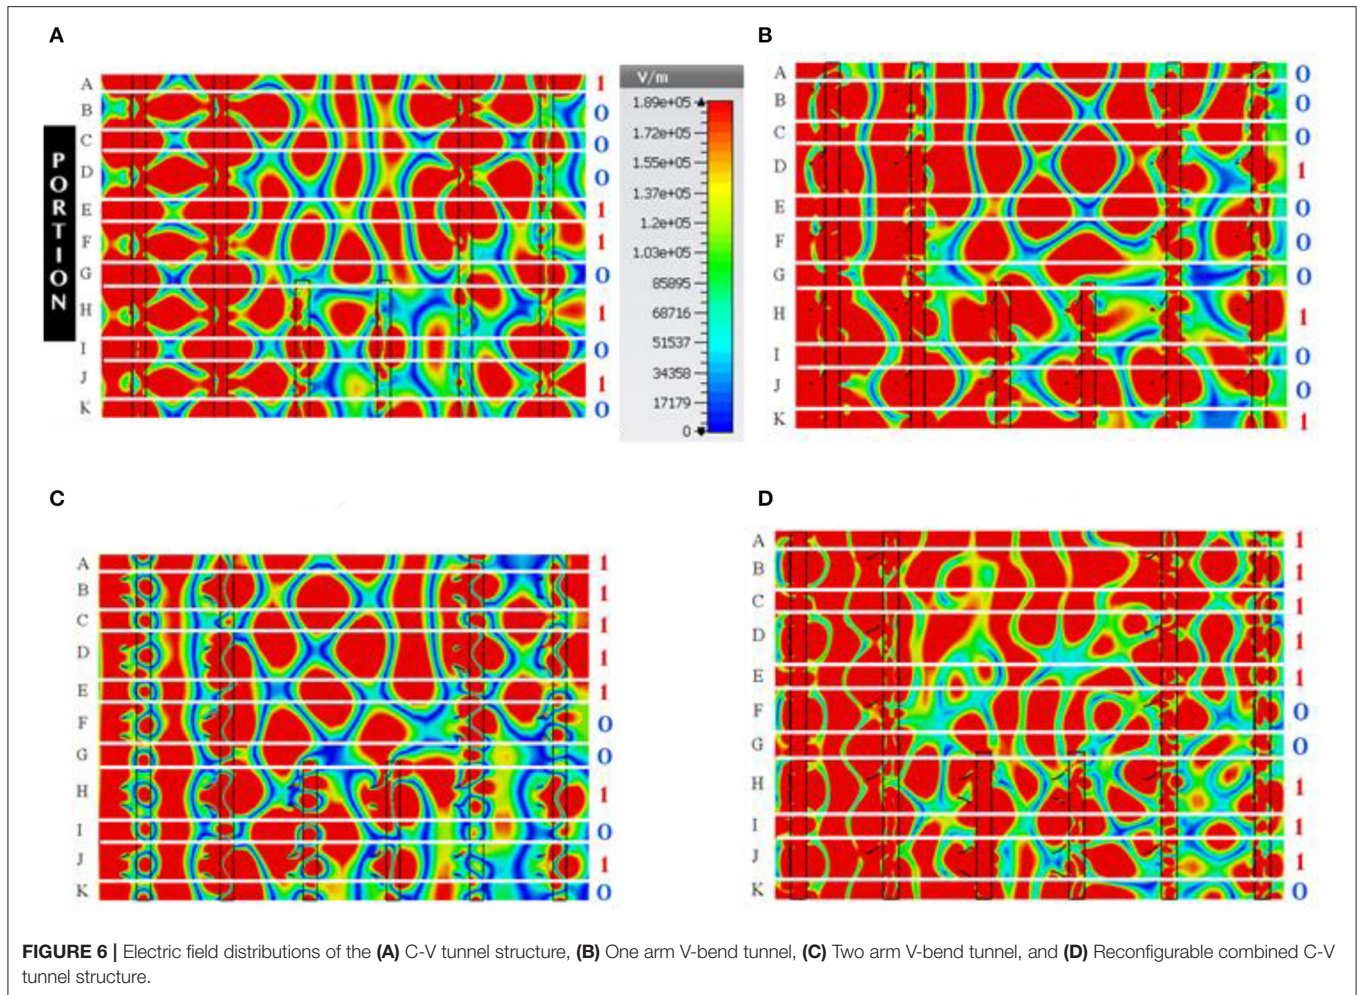 A
A 1
B 0
C 0
D 0
E 1
F 1
G 0
H 1
I 0
J 1
K 0
PORTION
V/m
1.89e+05
1.72e+05
1.55e+05
1.37e+05
1.2e+05
1.03e+05
85895
68716
51537
34358
17179
0
B
A 0
B 0
C 0
D 1
E 0
F 0
G 0
H 1
I 0
J 0
K 1
C
A 1
B 1
C 1
D 1
E 1
F 0
G 0
H 1
I 0
J 1
K 0
D
A 1
B 1
C 1
D 1
E 1
F 0
G 0
H 1
I 1
J 1
K 0
FIGURE 6 | Electric field distributions of the (A) C-V tunnel structure, (B) One arm V-bend tunnel, (C) Two arm V-bend tunnel, and (D) Reconfigurable combined C-V
tunnel structure.